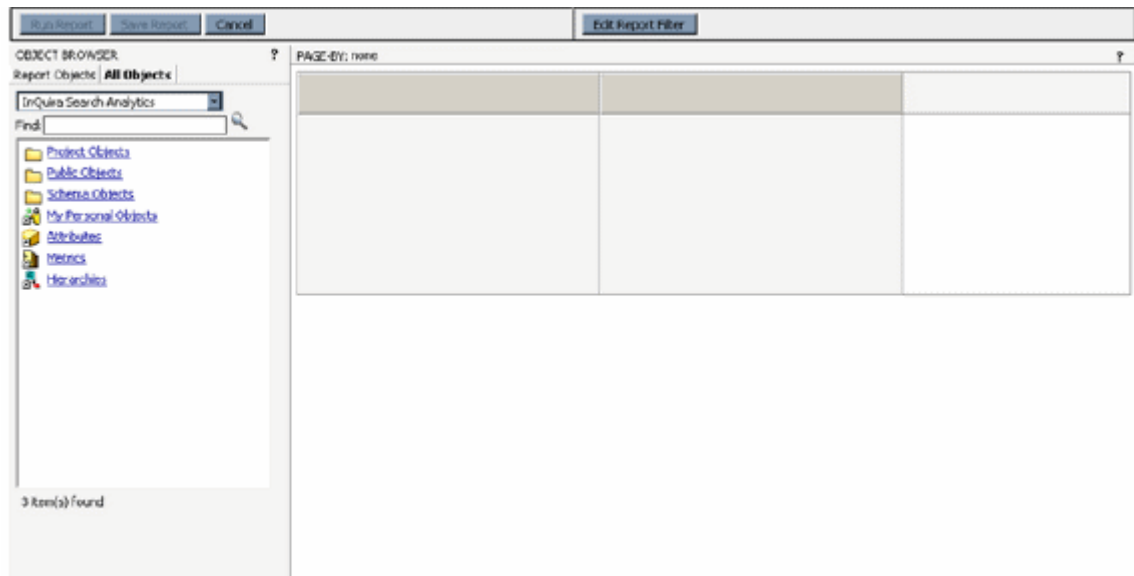 Run Report Save Report Cancel Edit Report Filter
OBJECT BROWSER ?
PAGE-BY: none ?
Report Objects All Objects
InQuira Search Analytics
Find:
Project Objects
Public Objects
Schema Objects
My Personal Objects
Attributes
Metrics
Hierarchies
3 item(s) found